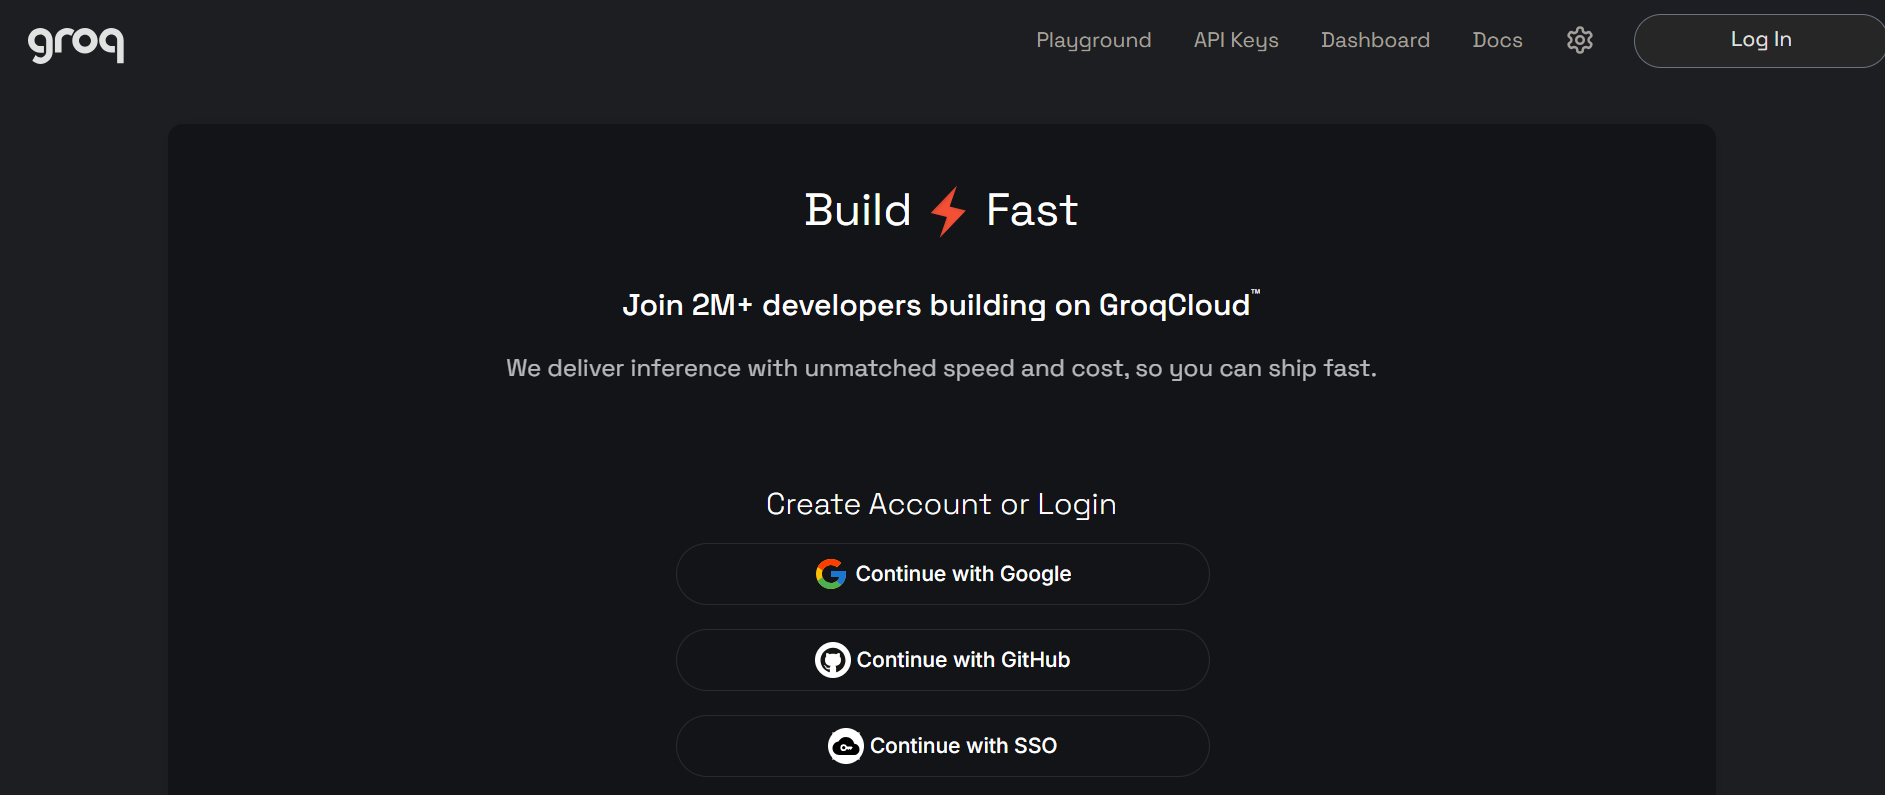 groq
Playground API Keys Dashboard Docs Log In
Build Fast
Join 2M+ developers building on GroqCloud™
We deliver inference with unmatched speed and cost, so you can ship fast.
Create Account or Login
Continue with Google
Continue with GitHub
Continue with SSO